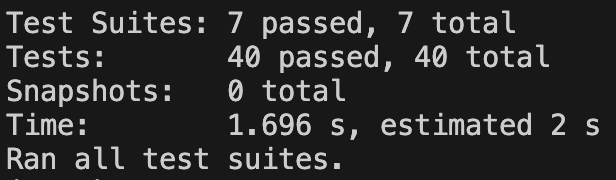 Test Suites: 7 passed, 7 total
Tests:       40 passed, 40 total
Snapshots:   0 total
Time:        1.696 s, estimated 2 s
Ran all test suites.